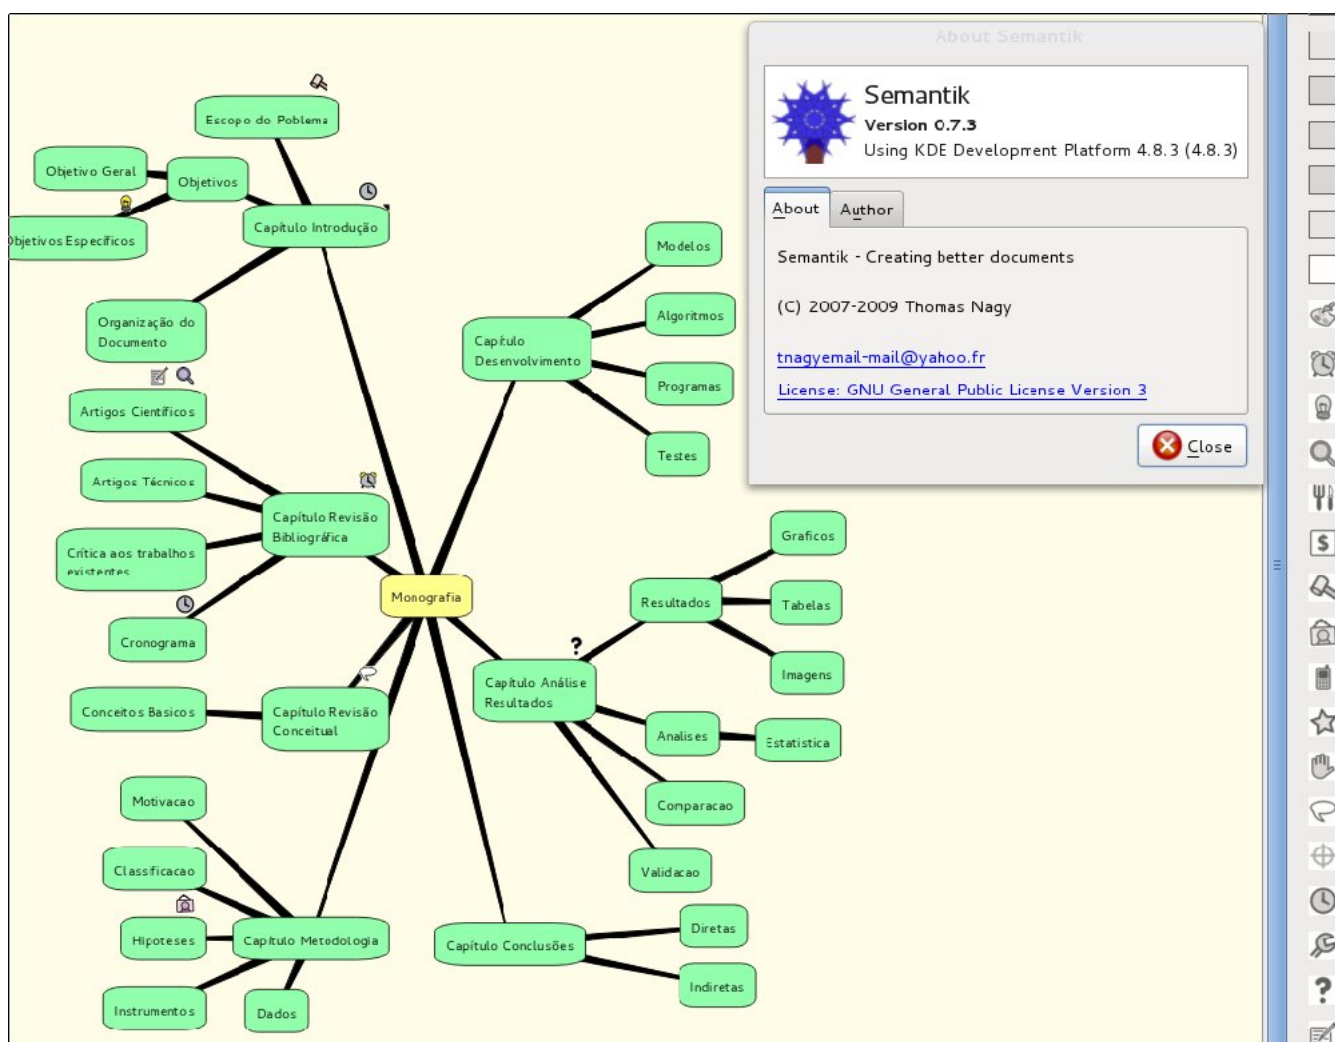 About Semantik
Semantik
Version 0.7.3
Using KDE Development Platform 4.8.3 (4.8.3)
About
Author
Semantik - Creating better documents
(C) 2007-2009 Thomas Nagy
tnagyemail-mail@yahoo.fr
License: GNU General Public License Version 3
Close
Escopo do Poblema
Objetivo Geral
Objetivos
bjetivos Específicos
Capítulo Introdução
Organização do
Documento
Artigos Científicos
Artigos Técnicos
Capítulo Revisão
Bibliográfica
Crítica aos trabalhos
existentes
Cronograma
Monografia
Conceitos Basicos
Capítulo Revisão
Conceitual
Motivacao
Classificacao
Hipoteses
Capítulo Metodologia
Instrumentos
Dados
Modelos
Algoritmos
Capítulo
Desenvolvimento
Programas
Testes
Graficos
Resultados
Tabelas
Imagens
Capítulo Análise
Resultados
Analises
Estatistica
Comparacao
Validacao
Capítulo Conclusões
Diretas
Indiretas